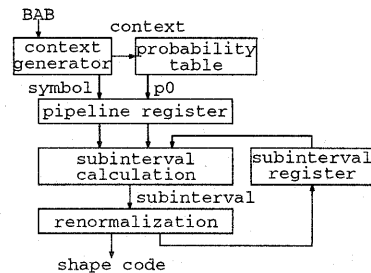 BAB
context
context generator
probability table
symbol
p0
pipeline register
subinterval calculation
subinterval register
subinterval
renormalization
shape code